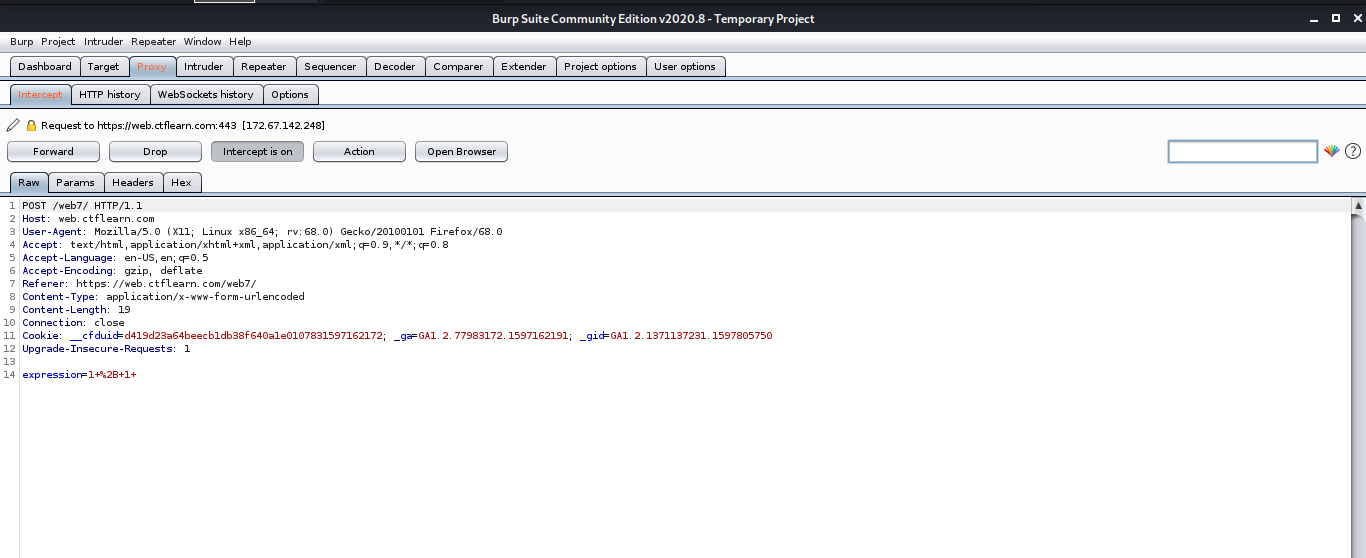 Burp Suite Community Edition v2020.8 - Temporary Project
Burp Project Intruder Repeater Window Help
Dashboard Target Proxy Intruder Repeater Sequencer Decoder Comparer Extender Project options User options
Intercept HTTP history WebSockets history Options
Request to https://web.ctflearn.com:443 [172.67.142.248]
Forward Drop Intercept is on Action Open Browser
Raw Params Headers Hex
1 POST /web7/ HTTP/1.1
2 Host: web.ctflearn.com
3 User-Agent: Mozilla/5.0 (X11; Linux x86_64; rv:68.0) Gecko/20100101 Firefox/68.0
4 Accept: text/html,application/xhtml+xml,application/xml;q=0.9,*/*;q=0.8
5 Accept-Language: en-US,en;q=0.5
6 Accept-Encoding: gzip, deflate
7 Referer: https://web.ctflearn.com/web7/
8 Content-Type: application/x-www-form-urlencoded
9 Content-Length: 19
10 Connection: close
11 Cookie: __cfduid=d419d23a64beecb1db38f640a1e0107831597162172; _ga=GA1.2.77983172.1597162191; _gid=GA1.2.1371137231.1597805750
12 Upgrade-Insecure-Requests: 1
13
14 expression=1+%2B+1+